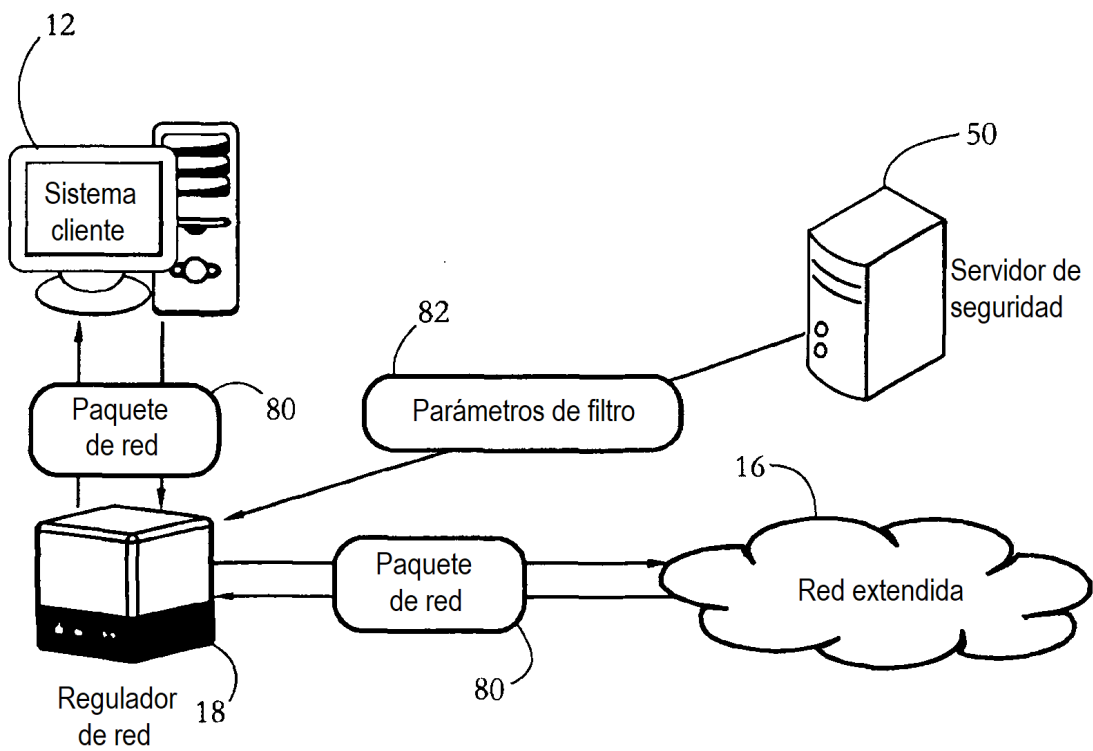 12
Sistema
cliente
50
Servidor de
seguridad
82
Parámetros de filtro
80
Paquete
de red
16
Red extendida
Paquete
de red
80
18
Regulador
de red